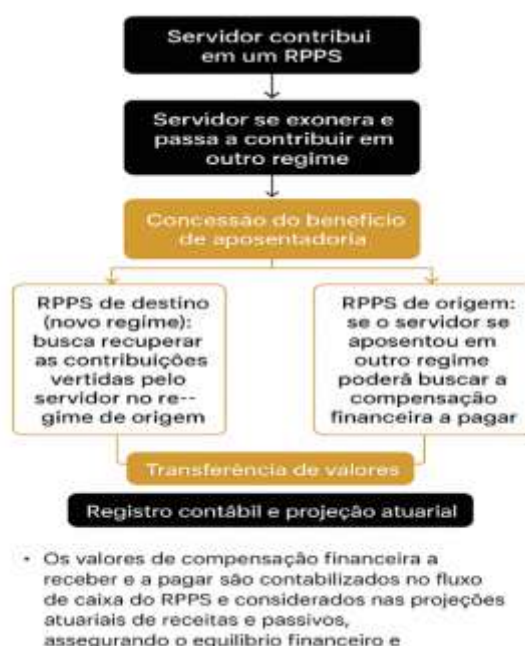 Servidor contribui
em um RPPS
Servidor se exonera e
passa a contribuir em
outro regime
Concessão do benefício
de aposentadoria
RPPS de destino
(novo regime):
busca recuperar
as contribuições
vertidas pelo
servidor no re--
gime de origem
RPPS de origem:
se o servidor se
aposentou em
outro regime
poderá buscar a
compensação
financeira a pagar
Transferência de valores
Registro contábil e projeção atuarial
• Os valores de compensação financeira a
receber e a pagar são contabilizados no fluxo
de caixa do RPPS e considerados nas projeções
atuariais de receitas e passivos,
assegurando o equilíbrio financeiro e